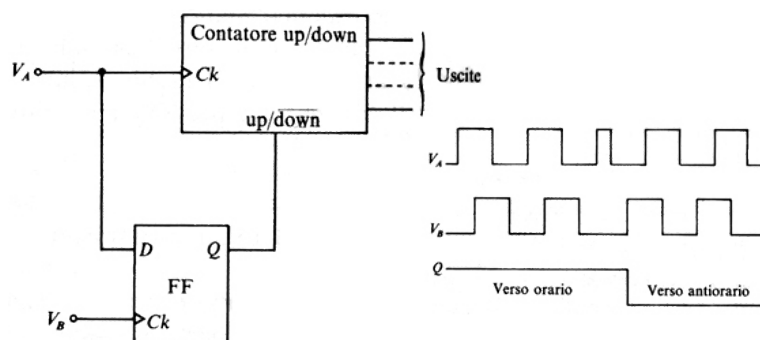 Contatore up/down
V_A
Ck
Uscite
up/down
D
Q
FF
V_B
Ck
V_A
V_B
Q
Verso orario
Verso antiorario